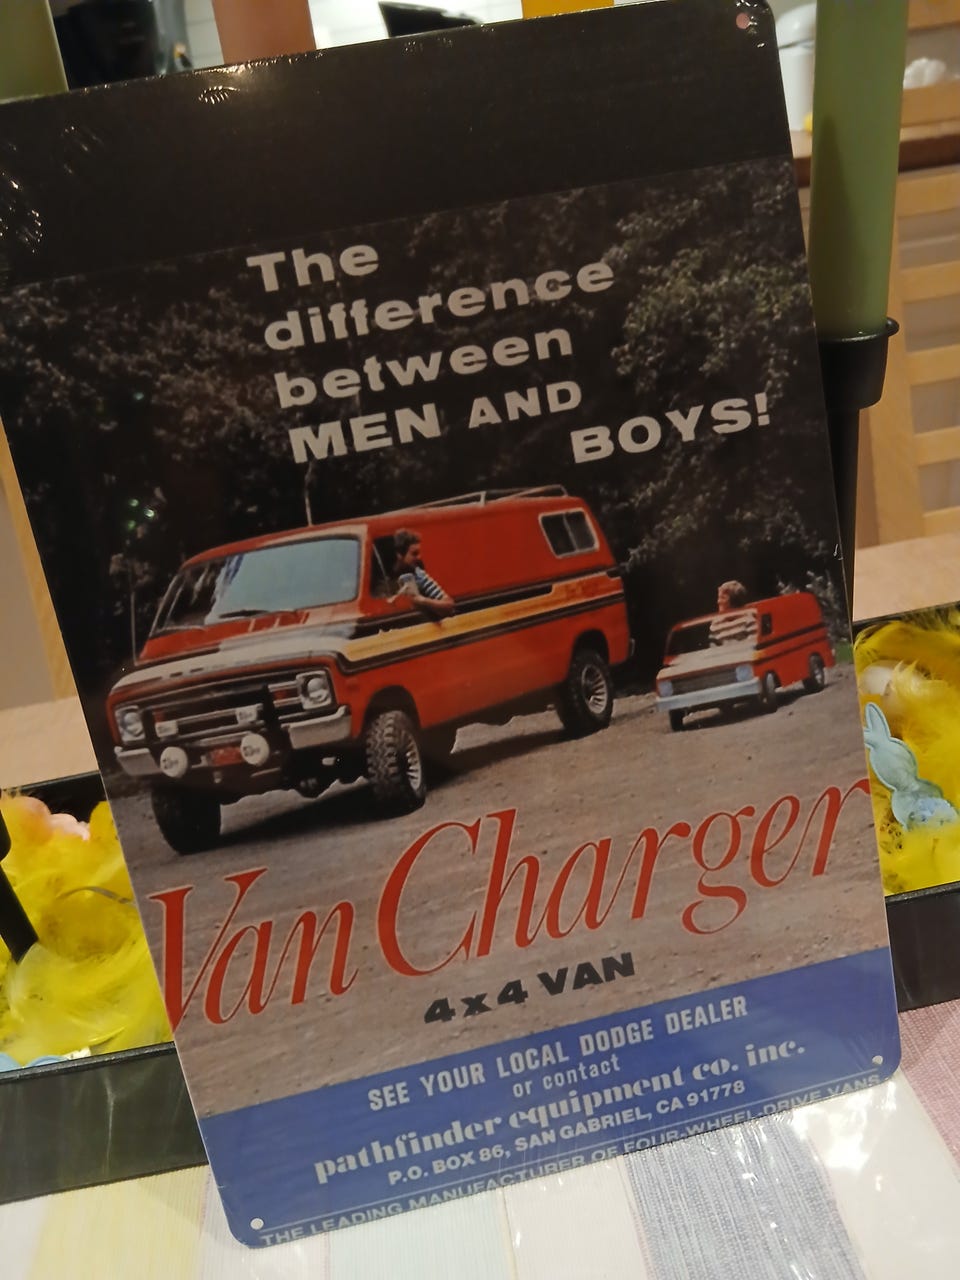 The
difference
between
MEN AND
BOYS!
Van Charger
4x4 VAN
SEE YOUR LOCAL DODGE DEALER
or contact
pathfinder equipment co. inc.
P.O. BOX 86, SAN GABRIEL, CA 91778
THE LEADING MANUFACTURER OF FOUR-WHEEL-DRIVE VANS